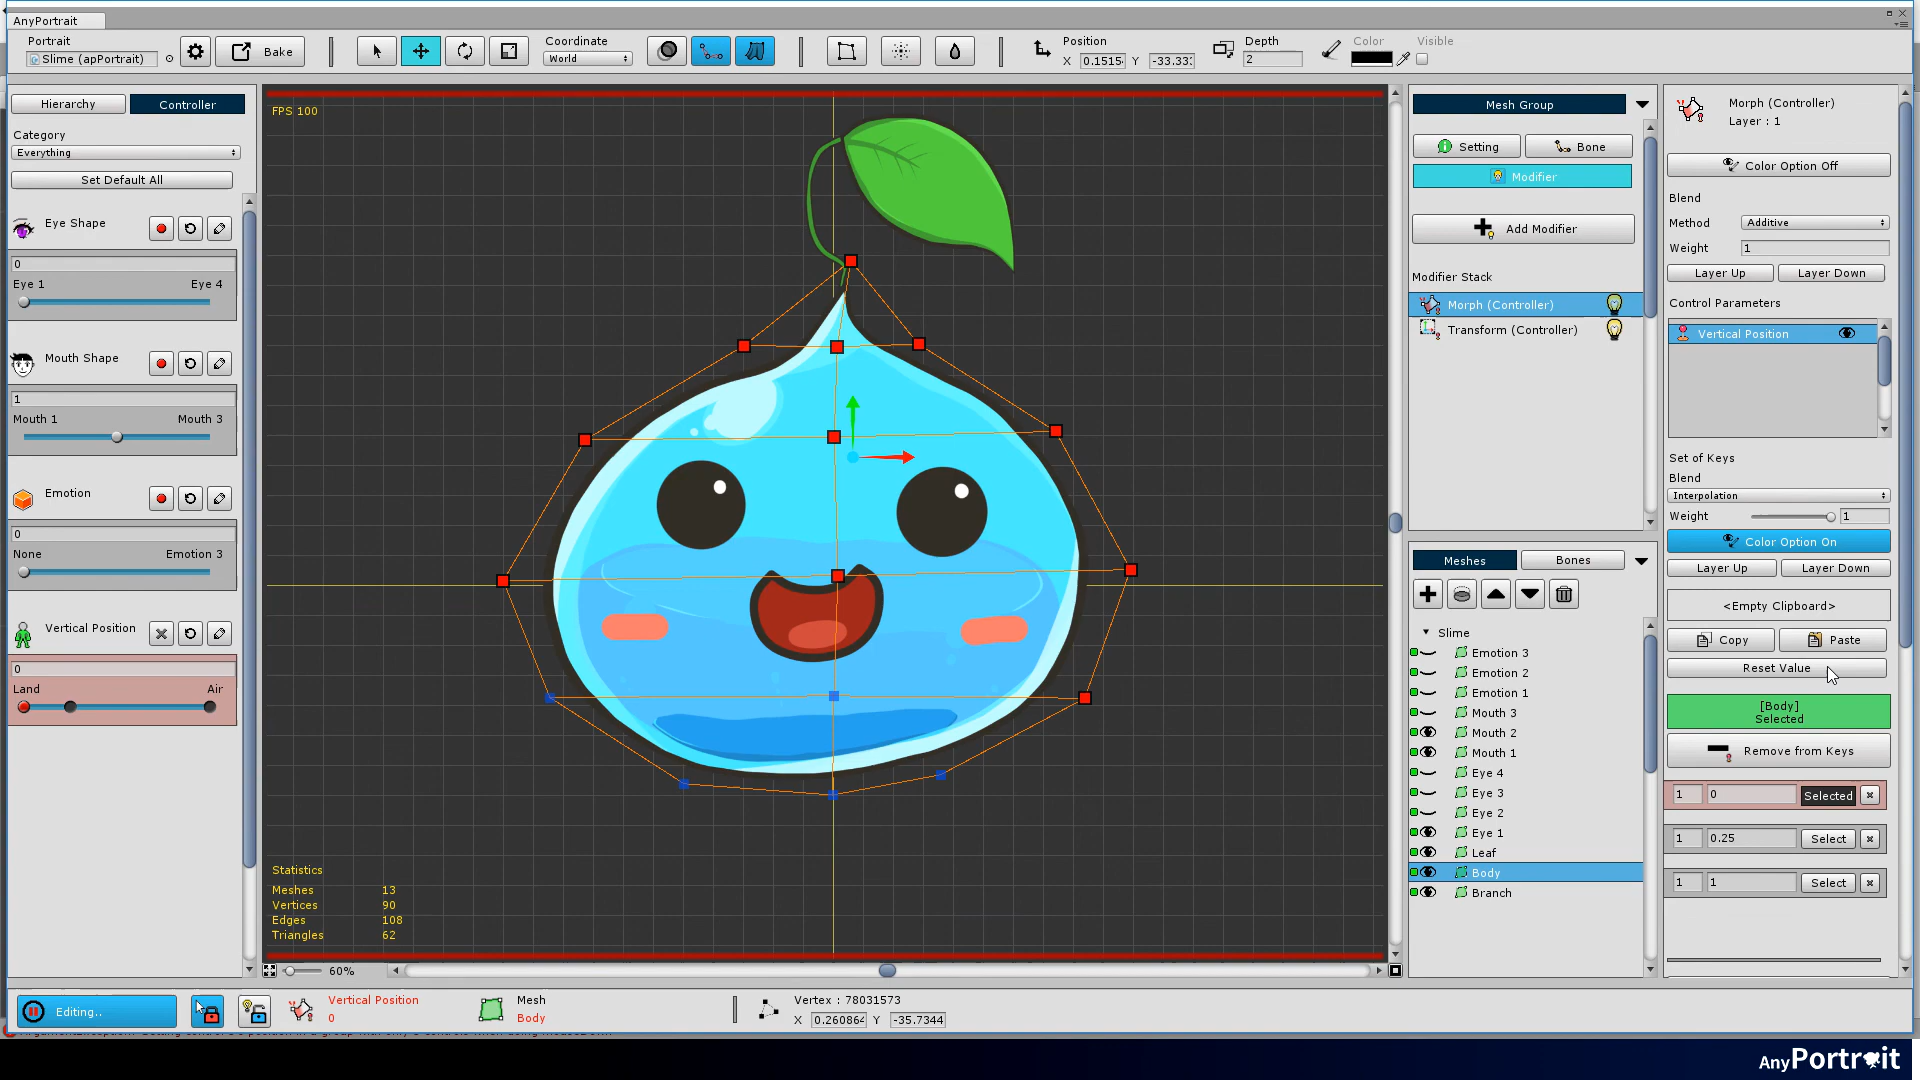 AnyPortrait
Portrait
Slime (apPortrait)
Bake
Coordinate
World
Position
X 0.1515 Y -33.33
Depth
2
Color
Visible
Hierarchy
Controller
Category
Everything
Set Default All
Eye Shape
0
Eye 1 Eye 4
Mouth Shape
1
Mouth 1 Mouth 3
Emotion
0
None Emotion 3
Vertical Position
0
Land Air
FPS 100
Statistics
Meshes 13
Vertices 90
Edges 108
Triangles 62
60%
Mesh Group
Setting
Bone
Modifier
Add Modifier
Modifier Stack
Morph (Controller)
Transform (Controller)
Meshes
Bones
Slime
Emotion 3
Emotion 2
Emotion 1
Mouth 3
Mouth 2
Mouth 1
Eye 4
Eye 3
Eye 2
Eye 1
Leaf
Body
Branch
Morph (Controller)
Layer : 1
Color Option Off
Blend
Method Additive
Weight 1
Layer Up Layer Down
Control Parameters
Vertical Position
Set of Keys
Blend
Interpolation
Weight 1
Color Option On
Layer Up Layer Down
<Empty Clipboard>
Copy Paste
Reset Value
[Body]
Selected
Remove from Keys
1 0 Selected
1 0.25 Select
1 1 Select
Editing..
Vertical Position
0
Mesh
Body
Vertex : 78031573
X 0.26086 Y -35.7344
AnyPortrait